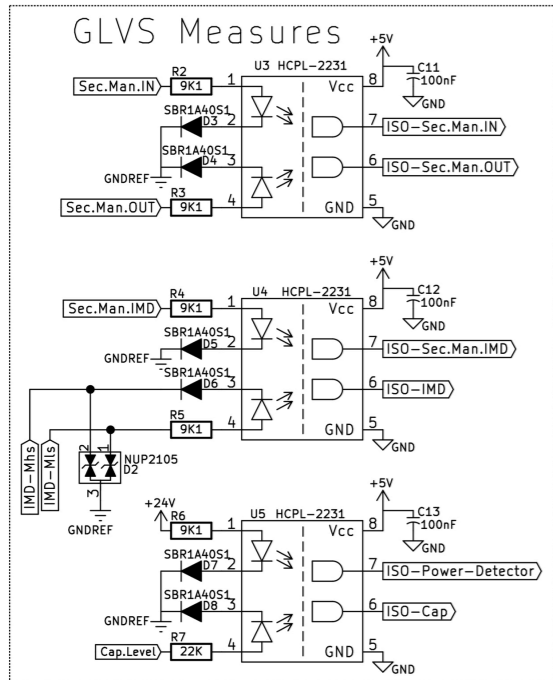 GLVS Measures
+5V
U3 HCPL-2231
C11
100nF
GND
R2
9K1
Sec.Man.IN
1
8
Vcc
SBR1A40S1
D3
2
7
ISO-Sec.Man.IN
SBR1A40S1
D4
3
6
ISO-Sec.Man.OUT
GNDREF
R3
9K1
Sec.Man.OUT
4
5
GND
GND
+5V
U4 HCPL-2231
C12
100nF
GND
R4
9K1
Sec.Man.IMD
1
8
Vcc
SBR1A40S1
D5
2
7
ISO-Sec.Man.IMD
GNDREF
SBR1A40S1
D6
3
6
ISO-IMD
R5
9K1
4
5
GND
GND
IMD-Mhs
IMD-Mls
2
1
NUP2105
D2
3
GNDREF
+5V
+24V
U5 HCPL-2231
C13
100nF
GND
R6
9K1
1
8
Vcc
SBR1A40S1
D7
2
7
ISO-Power-Detector
SBR1A40S1
D8
3
6
ISO-Cap
GNDREF
R7
22K
Cap.Level
4
5
GND
GND